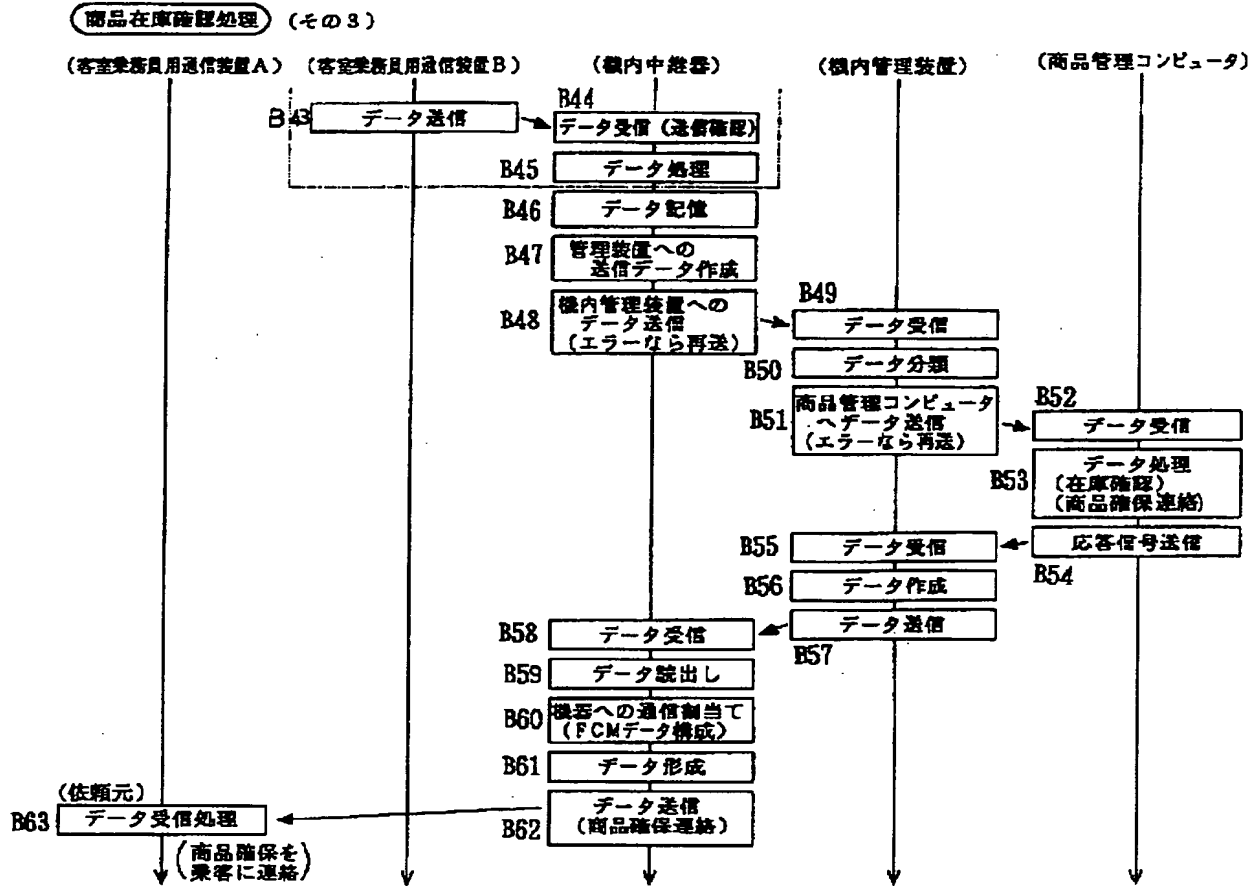 商品在庫確認処理 (その3)
(客室乗務員用通信装置A) (客室乗務員用通信装置B) (機内中継器) (機内管理装置) (商品管理コンピュータ)
B43 データ送信
B44
データ受信(送信確認)
B45 データ処理
B46 データ記憶
B47 管理装置への
送信データ作成
B48 機内管理装置への
データ送信
(エラーなら再送)
B49
データ受信
B50 データ分類
B51 商品管理コンピュータ
へデータ送信
(エラーなら再送)
B52
データ受信
B53 データ処理
(在庫確認)
(商品確保連絡)
応答信号送信
B54
B55 データ受信
B56 データ作成
データ送信
B57
B58 データ受信
B59 データ読出し
B60 機器への通信割当て
(FCMデータ構成)
B61 データ形成
B62 データ送信
(商品確保連絡)
(依頼元)
B63 データ受信処理
(商品確保を
乗客に連絡)